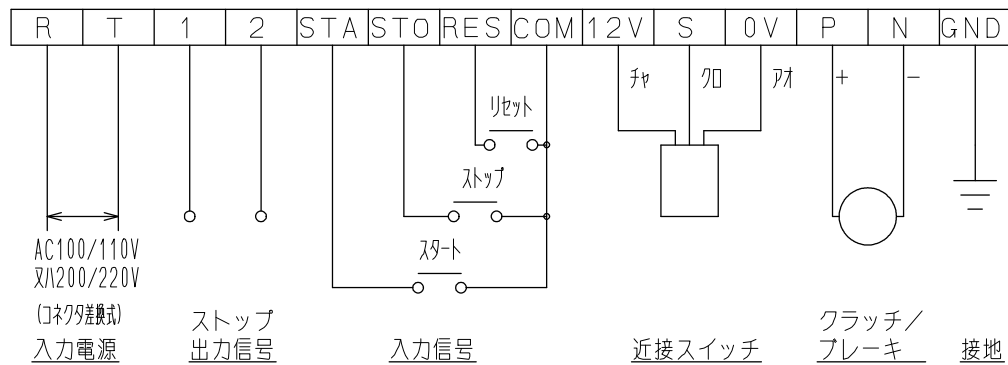 R T 1 2 STA STO RES COM 12V S 0V P N GND
チャ クロ アオ + −
リセット
ストップ
スタート
AC100/110V
又ハ200/220V
(コネクタ差換式)
入力電源
ストップ
出力信号
入力信号
近接スイッチ
クラッチ/
ブレーキ
接地